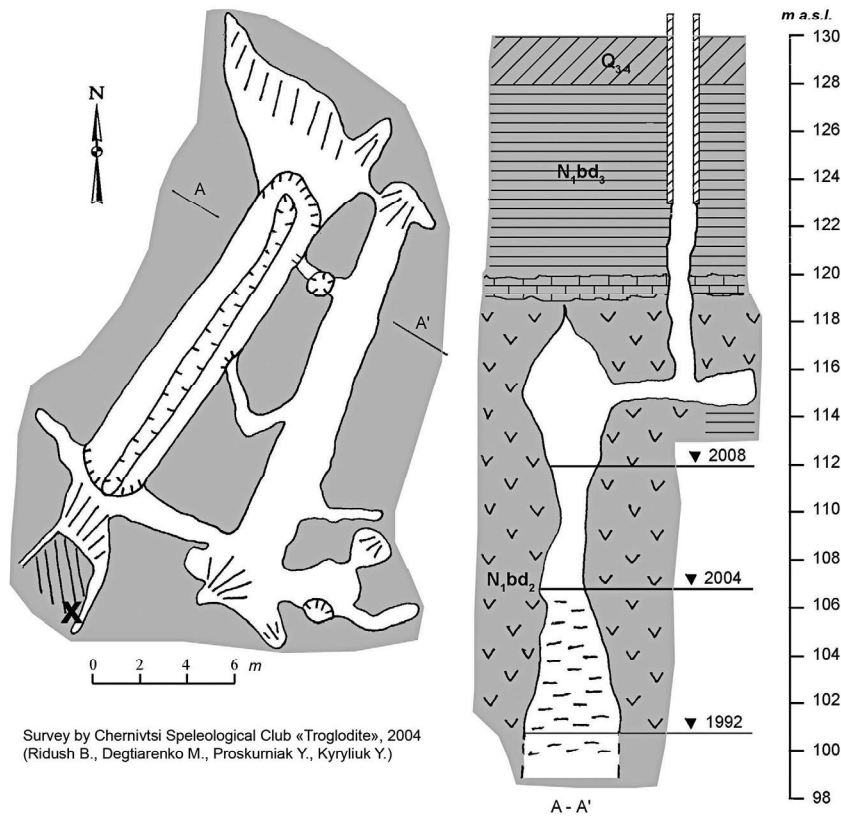 N
A
A'
X
0 2 4 6 m
Survey by Chernivtsi Speleological Club «Troglodite», 2004
(Ridush B., Degtiarenko M., Proskurniak Y., Kyryliuk Y.)
m a.s.l.
130
128
126
124
122
120
118
116
114
112
110
108
106
104
102
100
98
Q3-4
N1bd3
N1bd2
2008
2004
1992
A - A'